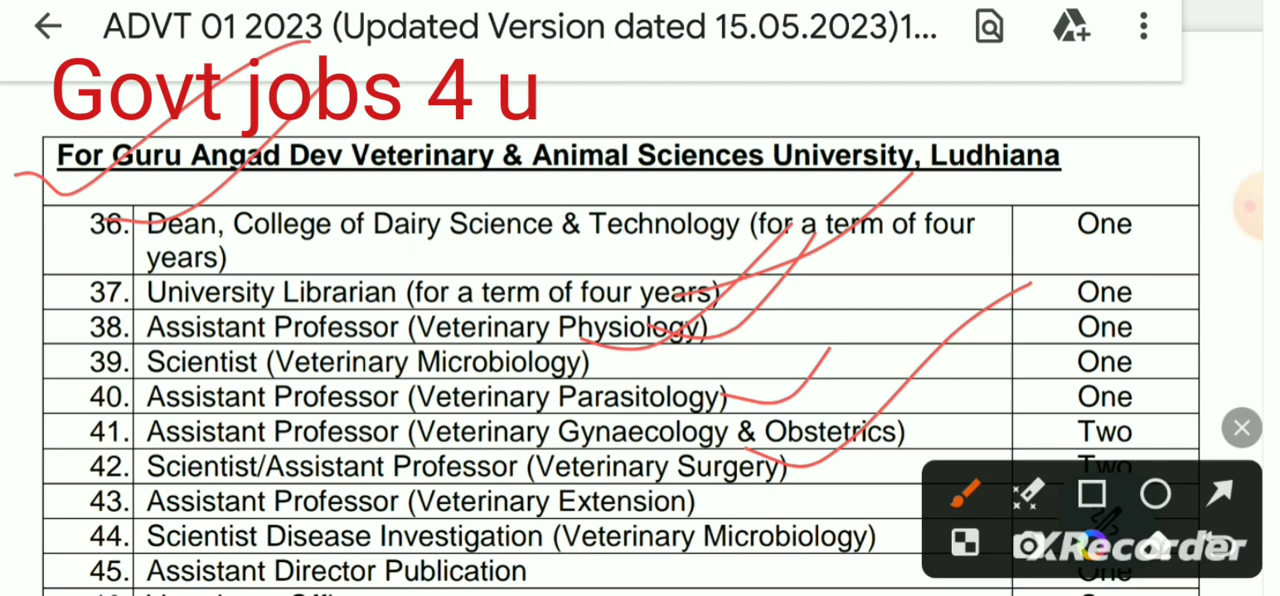 ADVT 01 2023 (Updated Version dated 15.05.2023)1...
Govt jobs 4 u
For Guru Angad Dev Veterinary & Animal Sciences University, Ludhiana
36. Dean, College of Dairy Science & Technology (for a term of four years) One
37. University Librarian (for a term of four years) One
38. Assistant Professor (Veterinary Physiology) One
39. Scientist (Veterinary Microbiology) One
40. Assistant Professor (Veterinary Parasitology) One
41. Assistant Professor (Veterinary Gynaecology & Obstetrics) Two
42. Scientist/Assistant Professor (Veterinary Surgery) Two
43. Assistant Professor (Veterinary Extension)
44. Scientist Disease Investigation (Veterinary Microbiology)
45. Assistant Director Publication One
XRecorder